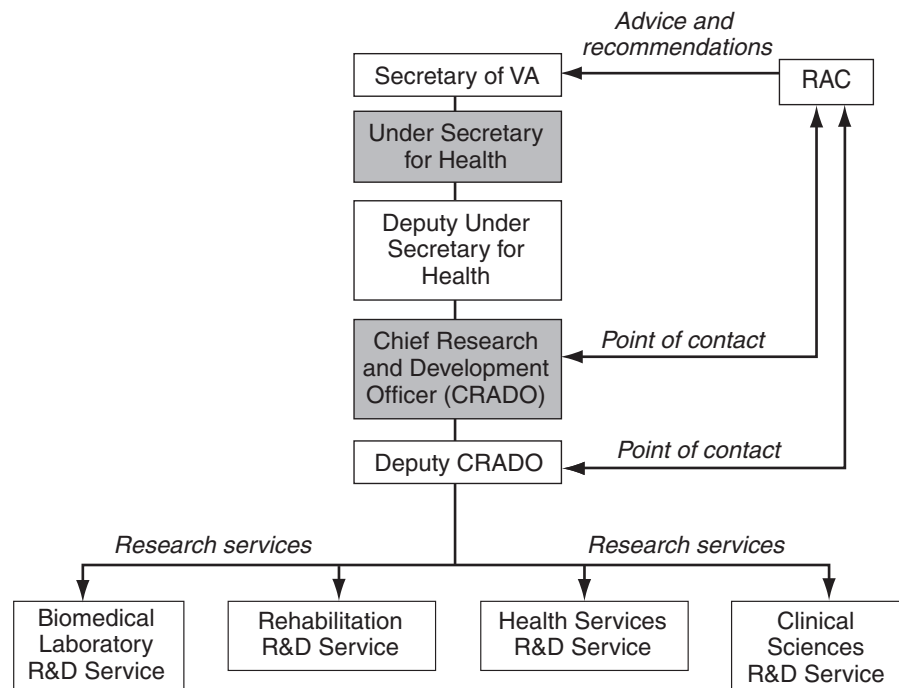 Advice and
recommendations
Secretary of VA
RAC
Under Secretary
for Health
Deputy Under
Secretary for
Health
Chief Research
and Development
Officer (CRADO)
Point of contact
Deputy CRADO
Point of contact
Research services
Research services
Biomedical
Laboratory
R&D Service
Rehabilitation
R&D Service
Health Services
R&D Service
Clinical
Sciences
R&D Service